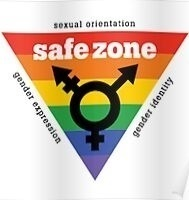 sexual orientation
safe zone
gender expression
gender identity